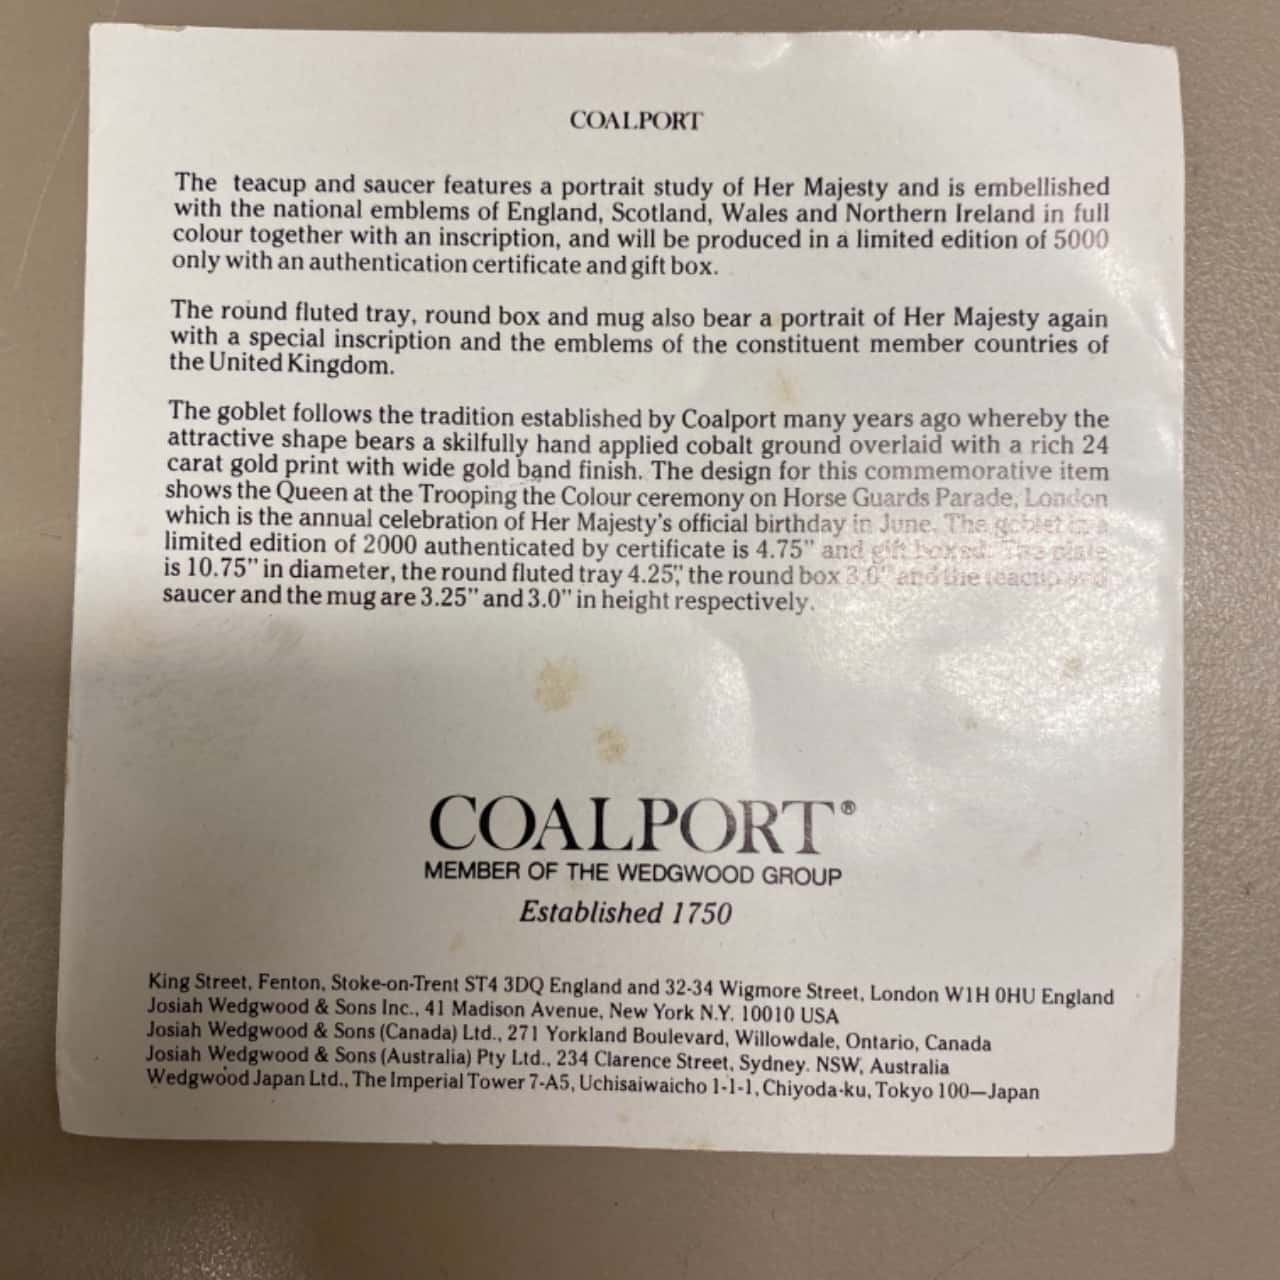 COALPORT
The teacup and saucer features a portrait study of Her Majesty and is embellished
with the national emblems of England, Scotland, Wales and Northern Ireland in full
colour together with an inscription, and will be produced in a limited edition of 5000
only with an authentication certificate and gift box.
The round fluted tray, round box and mug also bear a portrait of Her Majesty again
with a special inscription and the emblems of the constituent member countries of
the United Kingdom.
The goblet follows the tradition established by Coalport many years ago whereby the
attractive shape bears a skilfully hand applied cobalt ground overlaid with a rich 24
carat gold print with wide gold band finish. The design for this commemorative item
shows the Queen at the Trooping the Colour ceremony on Horse Guards Parade, London
which is the annual celebration of Her Majesty's official birthday in June. The goblet in a
limited edition of 2000 authenticated by certificate is 4.75" and gift boxed. The plate
is 10.75" in diameter, the round fluted tray 4.25", the round box 3.0" and the teacup and
saucer and the mug are 3.25" and 3.0" in height respectively.
COALPORT®
MEMBER OF THE WEDGWOOD GROUP
Established 1750
King Street, Fenton, Stoke-on-Trent ST4 3DQ England and 32-34 Wigmore Street, London W1H 0HU England
Josiah Wedgwood & Sons Inc., 41 Madison Avenue, New York N.Y. 10010 USA
Josiah Wedgwood & Sons (Canada) Ltd., 271 Yorkland Boulevard, Willowdale, Ontario, Canada
Josiah Wedgwood & Sons (Australia) Pty Ltd., 234 Clarence Street, Sydney. NSW, Australia
Wedgwood Japan Ltd., The Imperial Tower 7-A5, Uchisaiwaicho 1-1-1, Chiyoda-ku, Tokyo 100—Japan